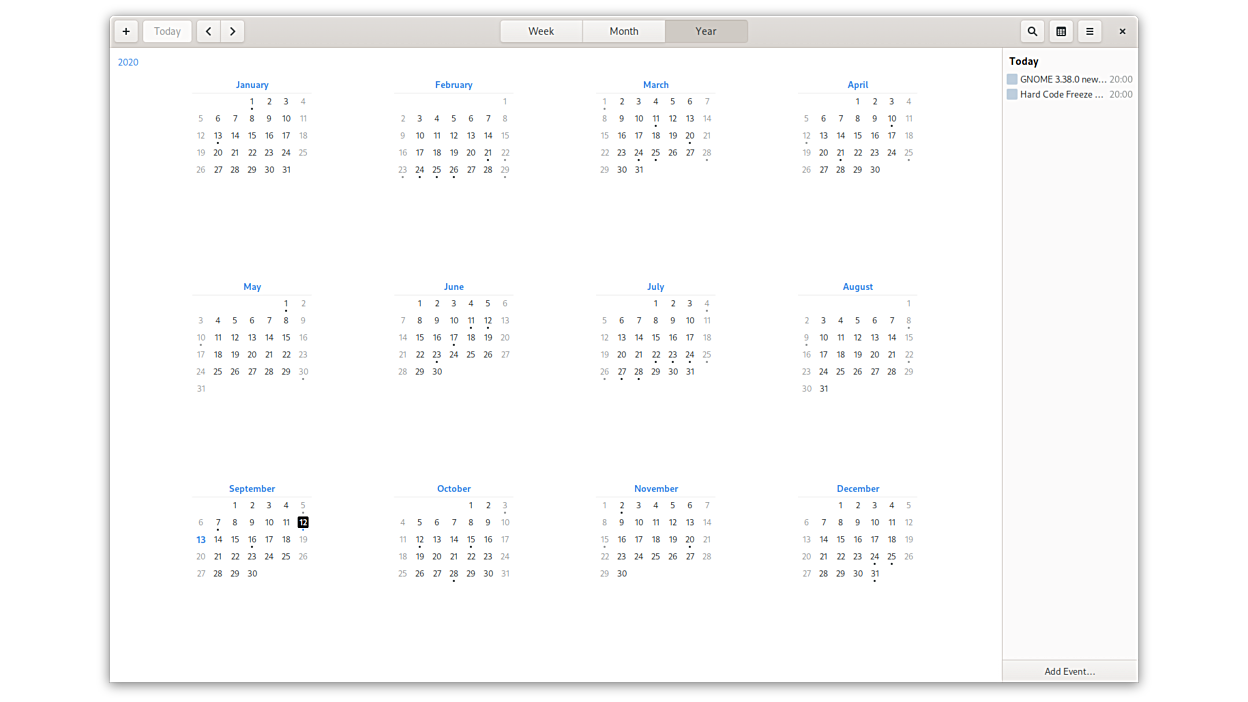 + Today Week Month Year
2020
Today
GNOME 3.38.0 new... 20:00
Hard Code Freeze ... 20:00
January February March April
1 2 3 4 1 1 2 3 4 5 6 7 1 2 3 4
5 6 7 8 9 10 11 2 3 4 5 6 7 8 8 9 10 11 12 13 14 5 6 7 8 9 10 11
12 13 14 15 16 17 18 9 10 11 12 13 14 15 15 16 17 18 19 20 21 12 13 14 15 16 17 18
19 20 21 22 23 24 25 16 17 18 19 20 21 22 22 23 24 25 26 27 28 19 20 21 22 23 24 25
26 27 28 29 30 31 23 24 25 26 27 28 29 29 30 31 26 27 28 29 30
May June July August
1 2 1 2 3 4 5 6 1 2 3 4 1
3 4 5 6 7 8 9 7 8 9 10 11 12 13 5 6 7 8 9 10 11 2 3 4 5 6 7 8
10 11 12 13 14 15 16 14 15 16 17 18 19 20 12 13 14 15 16 17 18 9 10 11 12 13 14 15
17 18 19 20 21 22 23 21 22 23 24 25 26 27 19 20 21 22 23 24 25 16 17 18 19 20 21 22
24 25 26 27 28 29 30 28 29 30 26 27 28 29 30 31 23 24 25 26 27 28 29
31 30 31
September October November December
1 2 3 4 5 1 2 3 1 2 3 4 5 6 7 1 2 3 4 5
6 7 8 9 10 11 12 4 5 6 7 8 9 10 8 9 10 11 12 13 14 6 7 8 9 10 11 12
13 14 15 16 17 18 19 11 12 13 14 15 16 17 15 16 17 18 19 20 21 13 14 15 16 17 18 19
20 21 22 23 24 25 26 18 19 20 21 22 23 24 22 23 24 25 26 27 28 20 21 22 23 24 25 26
27 28 29 30 25 26 27 28 29 30 31 29 30 27 28 29 30 31
Add Event...